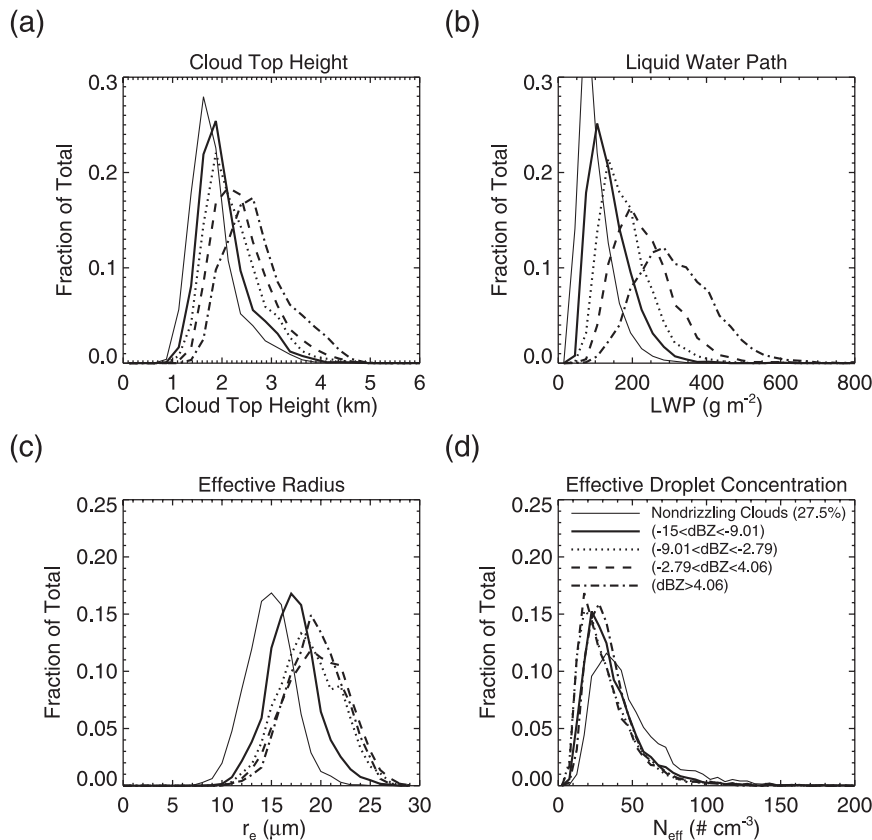 (a)
Cloud Top Height
0.3
0.2
0.1
0.0
Fraction of Total
0 1 2 3 4 5 6
Cloud Top Height (km)
(b)
Liquid Water Path
0.3
0.2
0.1
0.0
Fraction of Total
0 200 400 600 800
LWP (g m⁻²)
(c)
Effective Radius
0.25
0.20
0.15
0.10
0.05
0.00
Fraction of Total
0 5 10 15 20 25 30
rₑ (μm)
(d)
Effective Droplet Concentration
0.25
0.20
0.15
0.10
0.05
0.00
Fraction of Total
Nondrizzling Clouds (27.5%)
(-15<dBZ<-9.01)
(-9.01<dBZ<-2.79)
(-2.79<dBZ<4.06)
(dBZ>4.06)
0 50 100 150 200
N_eff (# cm⁻³)